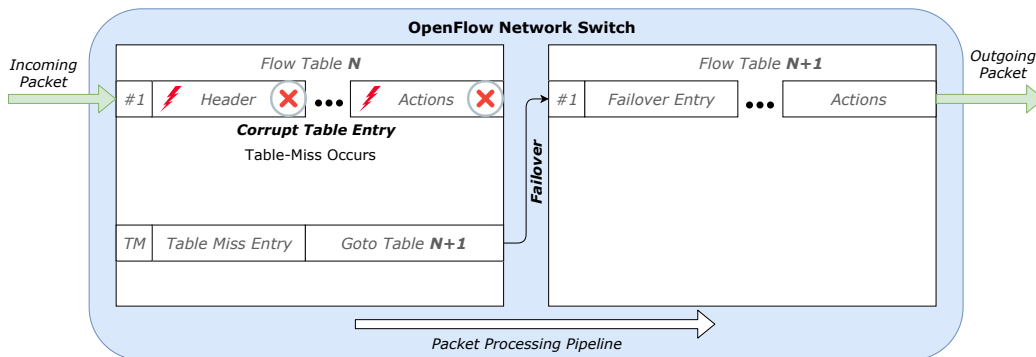 OpenFlow Network Switch
Incoming
Packet
Flow Table N
#1 Header ••• Actions
Corrupt Table Entry
Table-Miss Occurs
TM Table Miss Entry Goto Table N+1
Failover
Flow Table N+1
#1 Failover Entry ••• Actions
Outgoing
Packet
Packet Processing Pipeline